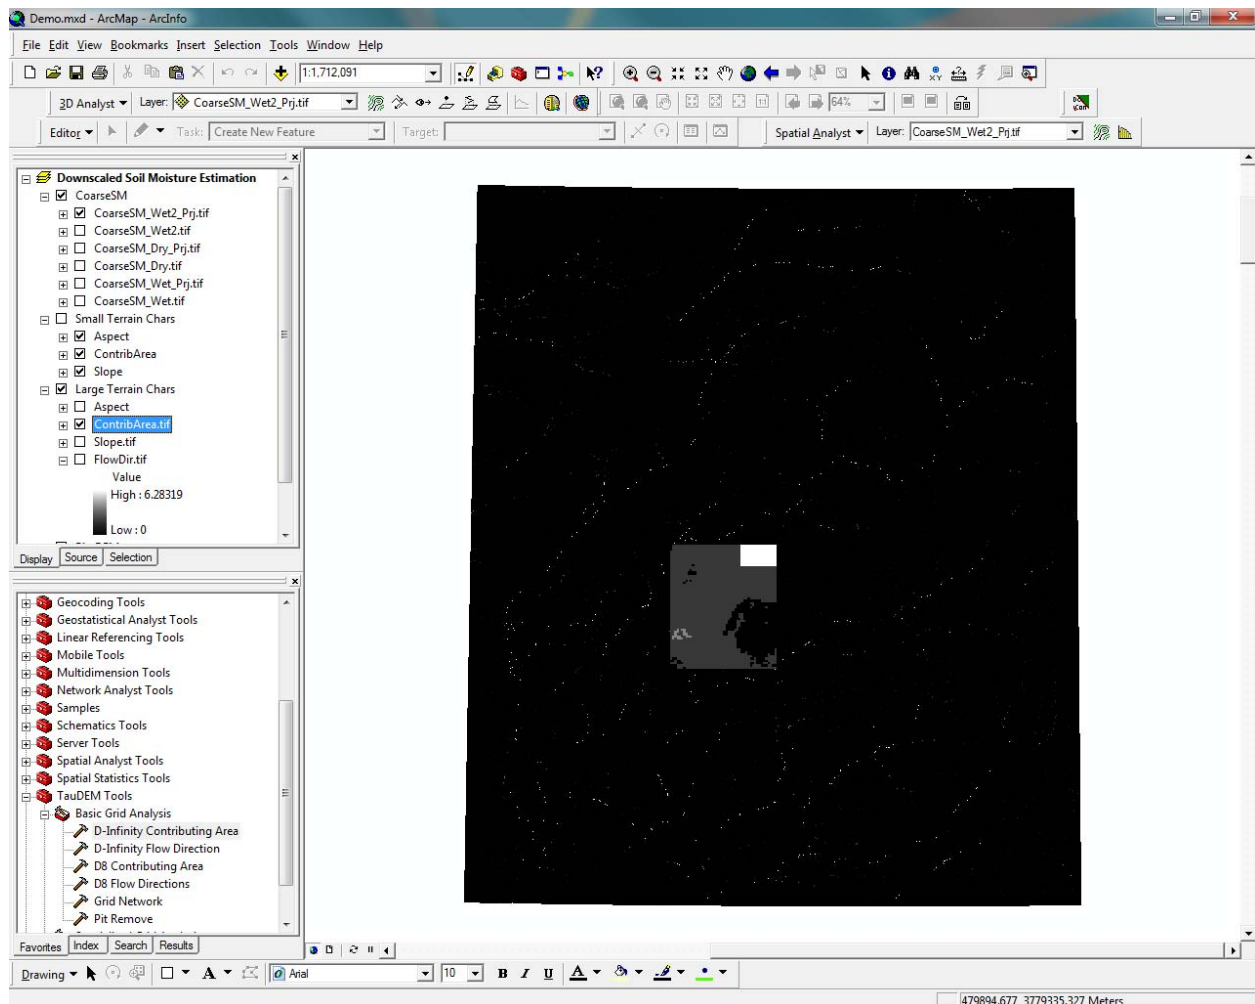 Demo.mxd - ArcMap - ArcInfo
File Edit View Bookmarks Insert Selection Tools Window Help
1:1,712,091
3D Analyst Layer: CoarseSM_Wet2_Prj.tif 64%
Editor Task: Create New Feature Target: Spatial Analyst Layer: CoarseSM_Wet2_Prj.tif
Downscaled Soil Moisture Estimation
CoarseSM
CoarseSM_Wet2_Prj.tif
CoarseSM_Wet2.tif
CoarseSM_Dry_Prj.tif
CoarseSM_Dry.tif
CoarseSM_Wet_Prj.tif
CoarseSM_Wet.tif
Small Terrain Chars
Aspect
ContribArea
Slope
Large Terrain Chars
Aspect
ContribArea.tif
Slope.tif
FlowDir.tif
Value
High : 6.28319
Low : 0
Display Source Selection
Geocoding Tools
Geostatistical Analyst Tools
Linear Referencing Tools
Mobile Tools
Multidimension Tools
Network Analyst Tools
Samples
Schematics Tools
Server Tools
Spatial Analyst Tools
Spatial Statistics Tools
TauDEM Tools
Basic Grid Analysis
D-Infinity Contributing Area
D-Infinity Flow Direction
D8 Contributing Area
D8 Flow Directions
Grid Network
Pit Remove
Favorites Index Search Results
Drawing A Arial 10 B I U A
479894.677 3779335.327 Meters